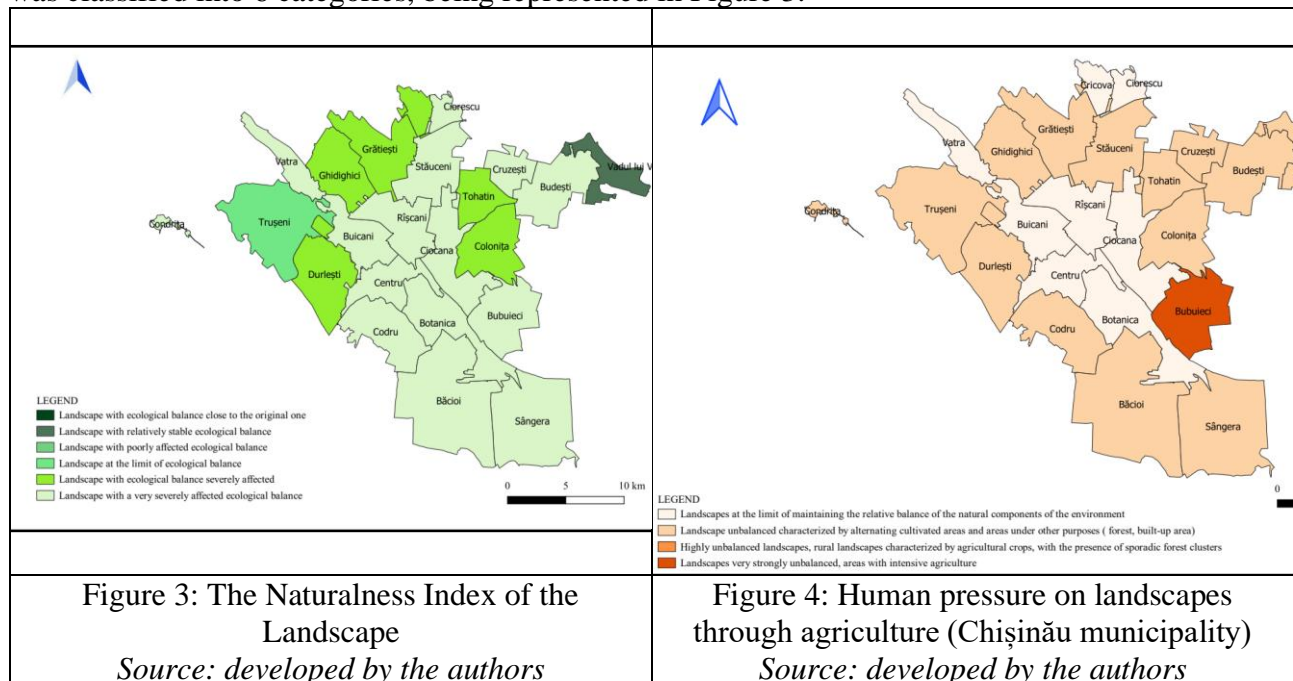 was classified into 6 categories, being represented in Figure 3.
Ciorescu
Grătiești
Vatra
Ghidighici
Stăuceni
Cruzești
Vadul lui V
Budești
Tohatin
Condrița
Trușeni
Rîșcani
Buicani
Ciocana
Colonița
Durlești
Centru
Botanica
Bubuieci
Codru
Băcioi
Sângera
LEGEND
Landscape with ecological balance close to the original one
Landscape with relatively stable ecological balance
Landscape with poorly affected ecological balance
Landscape at the limit of ecological balance
Landscape with ecological balance severely affected
Landscape with a very severely affected ecological balance
0 5 10 km
Figure 3: The Naturalness Index of the
Landscape
Source: developed by the authors
Cricova
Ciorescu
Grătiești
Vatra
Ghidighici
Stăuceni
Cruzești
Budești
Tohatin
Condrița
Trușeni
Rîșcani
Buicani
Ciocana
Colonița
Durlești
Centru
Bubuieci
Botanica
Codru
Băcioi
Sângera
0
LEGEND
Landscapes at the limit of maintaining the relative balance of the natural components of the environment
Landscape unbalanced characterized by alternating cultivated areas and areas under other purposes ( forest, built-up area)
Highly unbalanced landscapes, rural landscapes characterized by agricultural crops, with the presence of sporadic forest clusters
Landscapes very strongly unbalanced, areas with intensive agriculture
Figure 4: Human pressure on landscapes
through agriculture (Chișinău municipality)
Source: developed by the authors